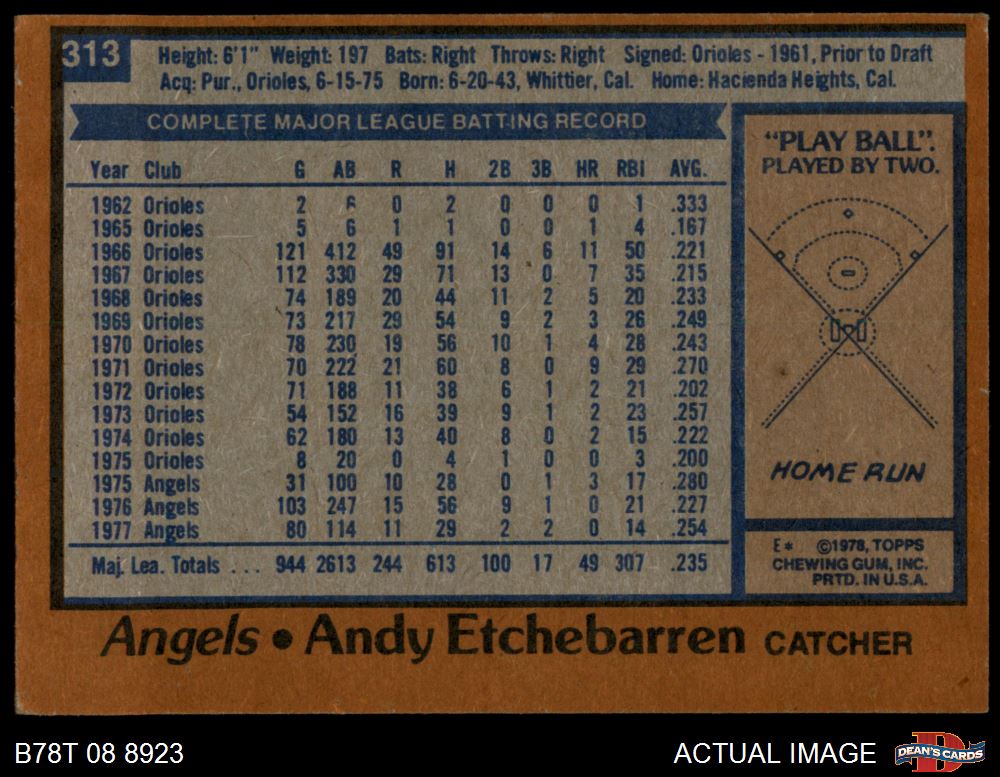 313
Height: 6'1" Weight: 197 Bats: Right Throws: Right Signed: Orioles - 1961, Prior to Draft
Acq: Pur., Orioles, 6-15-75 Born: 6-20-43, Whittier, Cal. Home: Hacienda Heights, Cal.
COMPLETE MAJOR LEAGUE BATTING RECORD
Year Club G AB R H 2B 3B HR RBI AVG.
1962 Orioles 2 6 0 2 0 0 0 1 .333
1965 Orioles 5 6 1 1 0 0 1 4 .167
1966 Orioles 121 412 49 91 14 6 11 50 .221
1967 Orioles 112 330 29 71 13 0 7 35 .215
1968 Orioles 74 189 20 44 11 2 5 20 .233
1969 Orioles 73 217 29 54 9 2 3 26 .249
1970 Orioles 78 230 19 56 10 1 4 28 .243
1971 Orioles 70 222 21 60 8 0 9 29 .270
1972 Orioles 71 188 11 38 6 1 2 21 .202
1973 Orioles 54 152 16 39 9 1 2 23 .257
1974 Orioles 62 180 13 40 8 0 2 15 .222
1975 Orioles 8 20 0 4 1 0 0 3 .200
1975 Angels 31 100 10 28 0 1 3 17 .280
1976 Angels 103 247 15 56 9 1 0 21 .227
1977 Angels 80 114 11 29 2 2 0 14 .254
Maj. Lea. Totals . . . 944 2613 244 613 100 17 49 307 .235
"PLAY BALL".
PLAYED BY TWO.
HOME RUN
E* ©1978, TOPPS
CHEWING GUM, INC.
PRTD. IN U.S.A.
Angels • Andy Etchebarren CATCHER
B78T 08 8923
ACTUAL IMAGE
D
DEAN'S CARDS